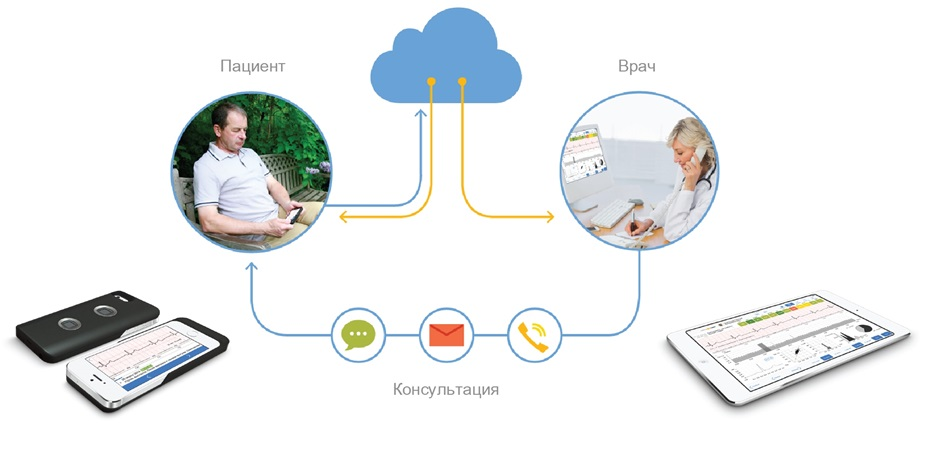 Пациент
Врач
Консультация